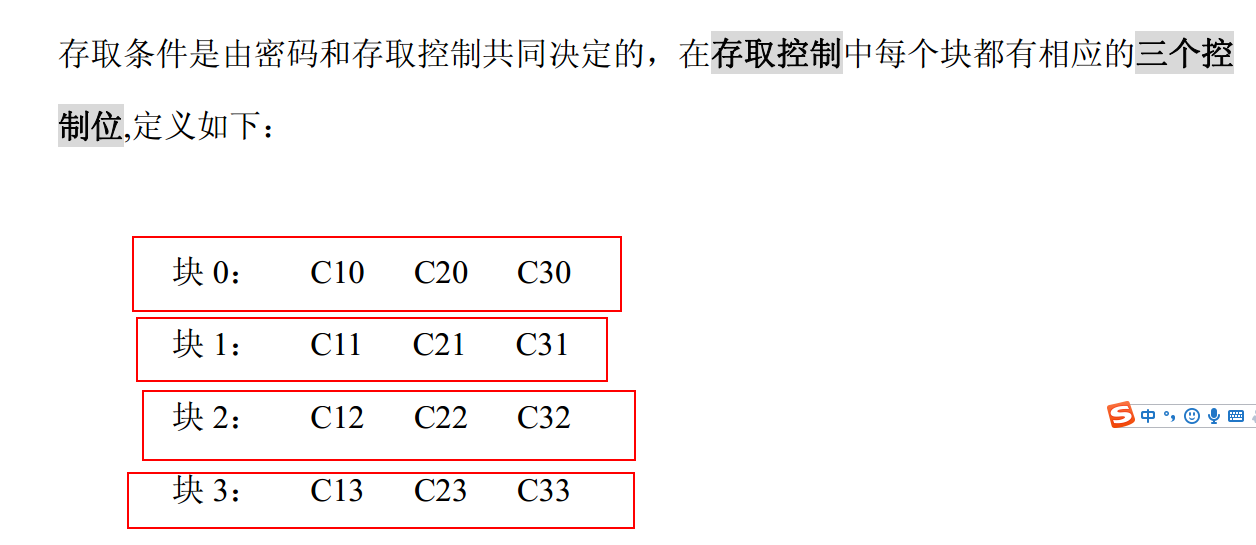 存取条件是由密码和存取控制共同决定的，在存取控制中每个块都有相应的三个控
制位,定义如下：
块 0： C10 C20 C30
块 1： C11 C21 C31
块 2： C12 C22 C32
块 3： C13 C23 C33
S 中